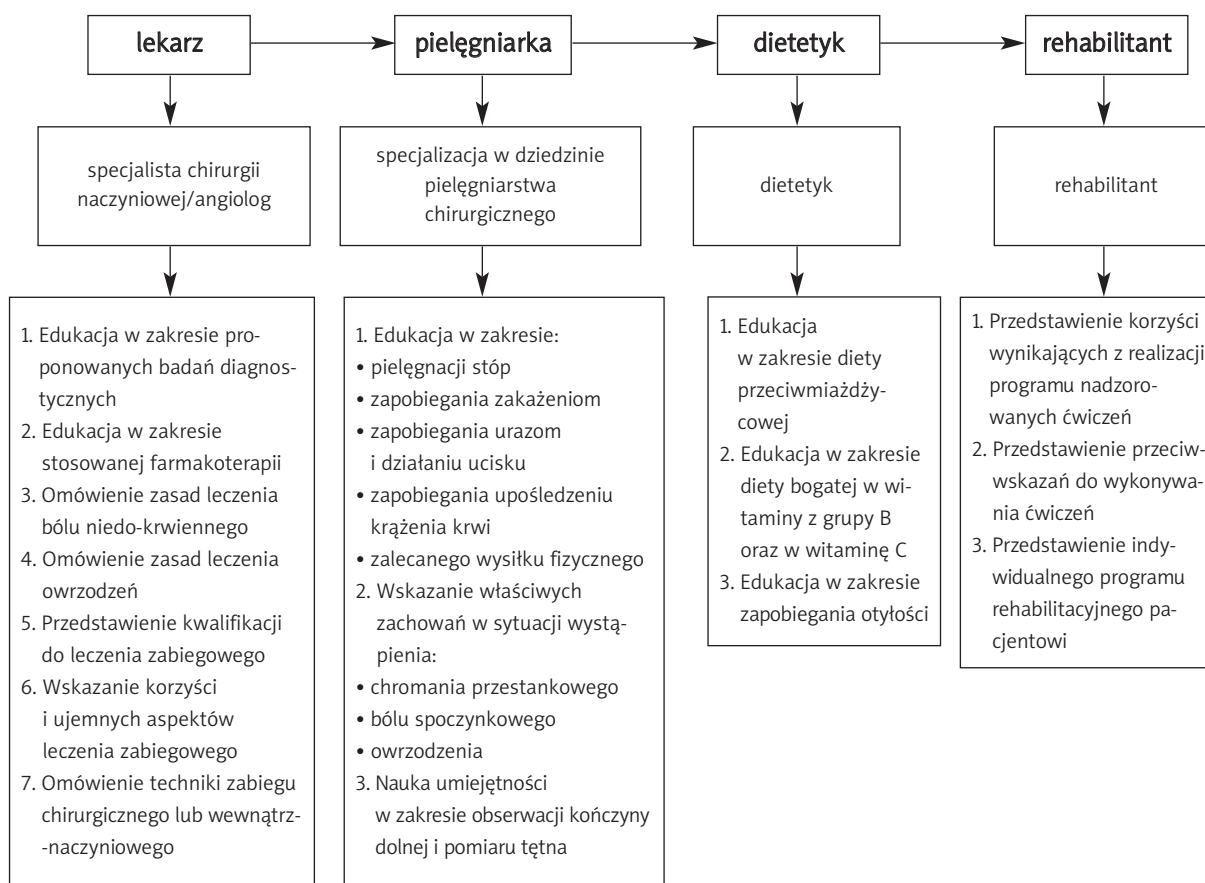 lekarz
pielęgniarka
dietetyk
rehabilitant
specjalista chirurgii
naczyniowej/angiolog
specjalizacja w dziedzinie
pielęgniarstwa
chirurgicznego
dietetyk
rehabilitant
1. Edukacja w zakresie pro-
ponowanych badań diagnos-
tycznych
2. Edukacja w zakresie
stosowanej farmakoterapii
3. Omówienie zasad leczenia
bólu niedo-krwiennego
4. Omówienie zasad leczenia
owrzodzeń
5. Przedstawienie kwalifikacji
do leczenia zabiegowego
6. Wskazanie korzyści
i ujemnych aspektów
leczenia zabiegowego
7. Omówienie techniki zabiegu
chirurgicznego lub wewnątrz-
-naczyniowego
1. Edukacja w zakresie:
• pielęgnacji stóp
• zapobiegania zakażeniom
• zapobiegania urazom
i działaniu ucisku
• zapobiegania upośledzeniu
krążenia krwi
• zalecanego wysiłku fizycznego
2. Wskazanie właściwych
zachowań w sytuacji wystą-
pienia:
• chromania przestankowego
• bólu spoczynkowego
• owrzodzenia
3. Nauka umiejętności
w zakresie obserwacji kończyny
dolnej i pomiaru tętna
1. Edukacja
w zakresie diety
przeciwmiażdży-
cowej
2. Edukacja w zakresie
diety bogatej w wi-
taminy z grupy B
oraz w witaminę C
3. Edukacja w zakresie
zapobiegania otyłości
1. Przedstawienie korzyści
wynikających z realizacji
programu nadzoro-
wanych ćwiczeń
2. Przedstawienie przeciw-
wskazań do wykonywa-
nia ćwiczeń
3. Przedstawienie indy-
widualnego programu
rehabilitacyjnego pa-
cjentowi